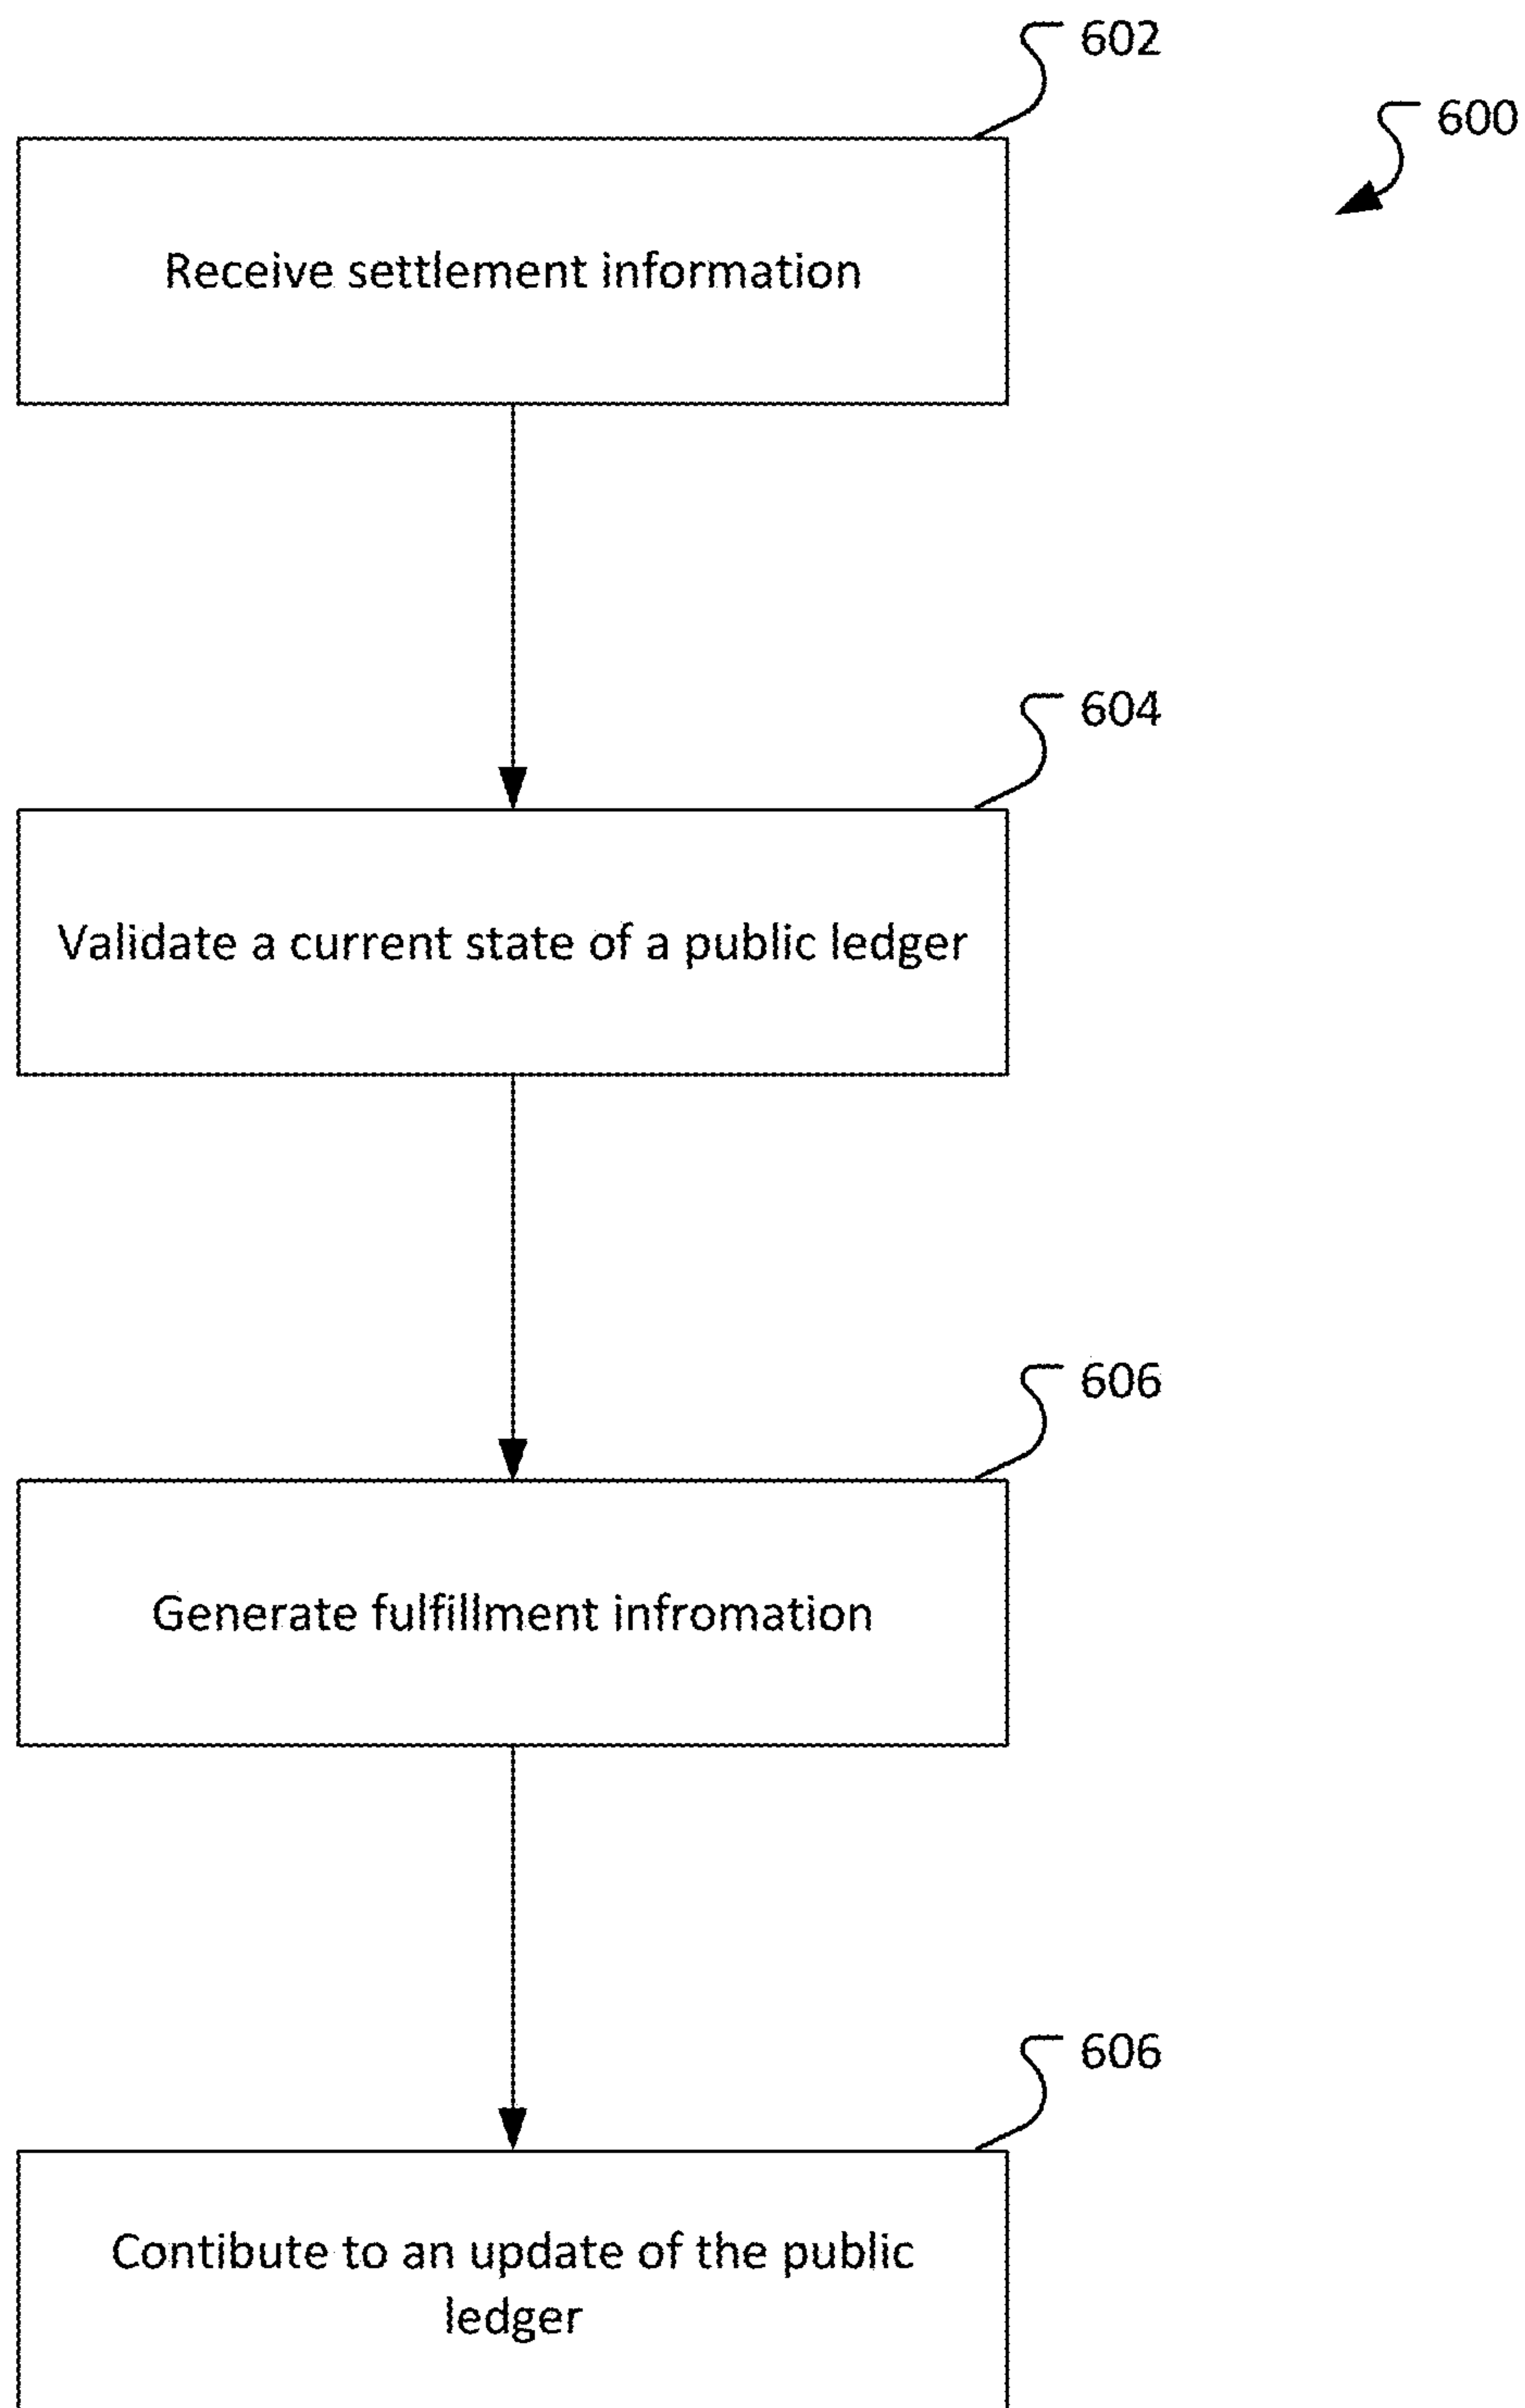 602
600
Receive settlement information
604
Validate a current state of a public ledger
606
Generate fulfillment infromation
606
Contibute to an update of the public
ledger